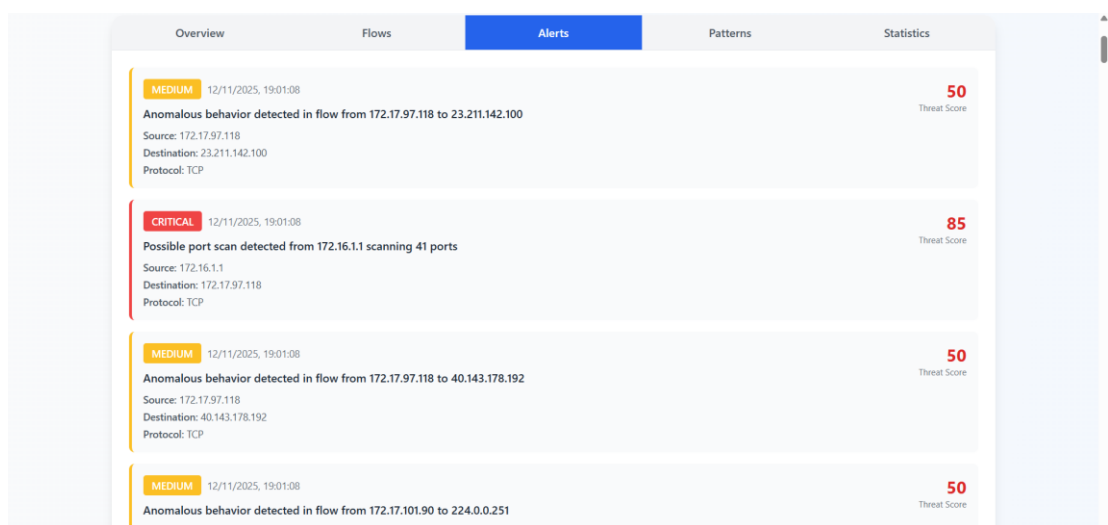 Overview Flows Alerts Patterns Statistics
MEDIUM 12/11/2025, 19:01:08
50
Threat Score
Anomalous behavior detected in flow from 172.17.97.118 to 23.211.142.100
Source: 172.17.97.118
Destination: 23.211.142.100
Protocol: TCP
CRITICAL 12/11/2025, 19:01:08
85
Threat Score
Possible port scan detected from 172.16.1.1 scanning 41 ports
Source: 172.16.1.1
Destination: 172.17.97.118
Protocol: TCP
MEDIUM 12/11/2025, 19:01:08
50
Threat Score
Anomalous behavior detected in flow from 172.17.97.118 to 40.143.178.192
Source: 172.17.97.118
Destination: 40.143.178.192
Protocol: TCP
MEDIUM 12/11/2025, 19:01:08
50
Threat Score
Anomalous behavior detected in flow from 172.17.101.90 to 224.0.0.251